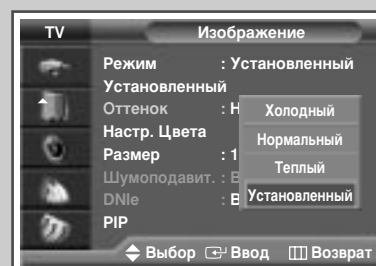 TV Изображение
Режим : Установленный
Установленный
Оттенок : Н
Холодный
Настр. Цвета
Нормальный
Размер : 1
Теплый
Шумоподавит. : В
Установленный
DNIe : В
PIP
Выбор Ввод Возврат